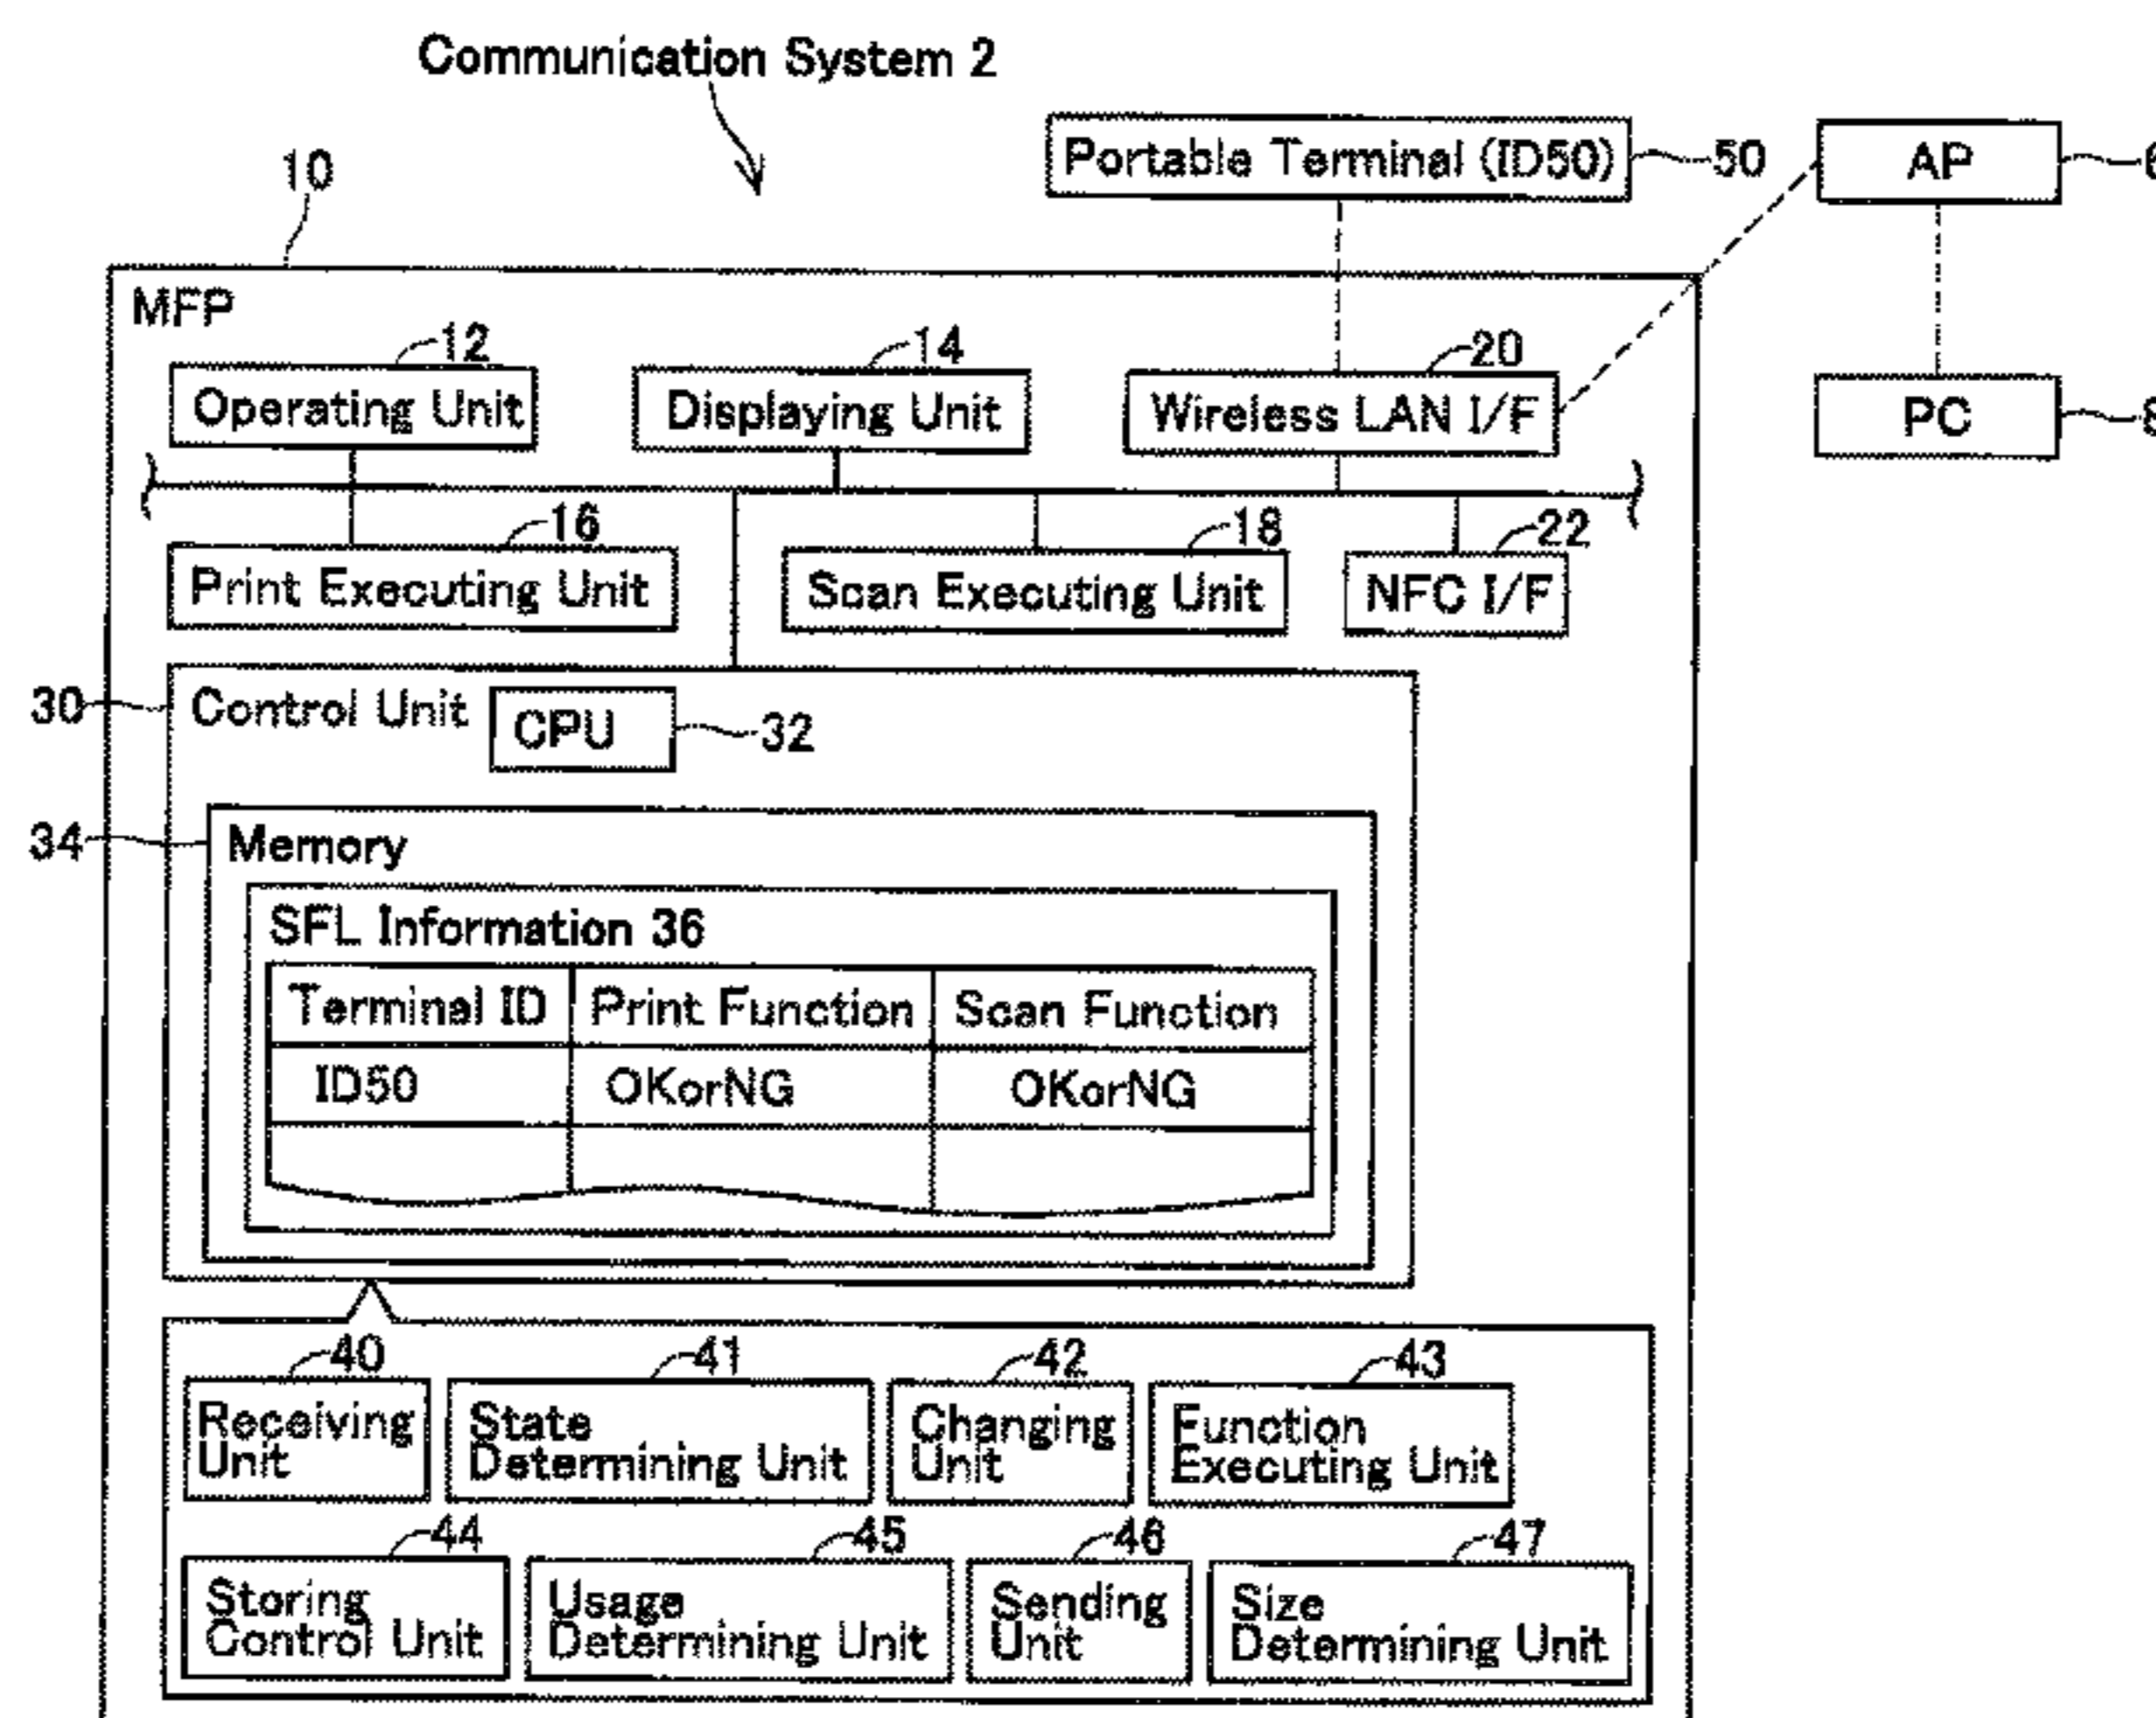 Communication System 2
10
Portable Terminal (ID50)
50
AP
6
MFP
12
14
20
Operating Unit
Displaying Unit
Wireless LAN I/F
PC
8
16
18
22
Print Executing Unit
Scan Executing Unit
NFC I/F
30
Control Unit
CPU
32
34
Memory
SFL Information 36
Terminal ID
Print Function
Scan Function
ID50
OKorNG
OKorNG
40
41
42
43
Receiving
Unit
State
Determining Unit
Changing
Unit
Function
Executing Unit
44
45
46
47
Storing
Control Unit
Usage
Determining Unit
Sending
Unit
Size
Determining Unit